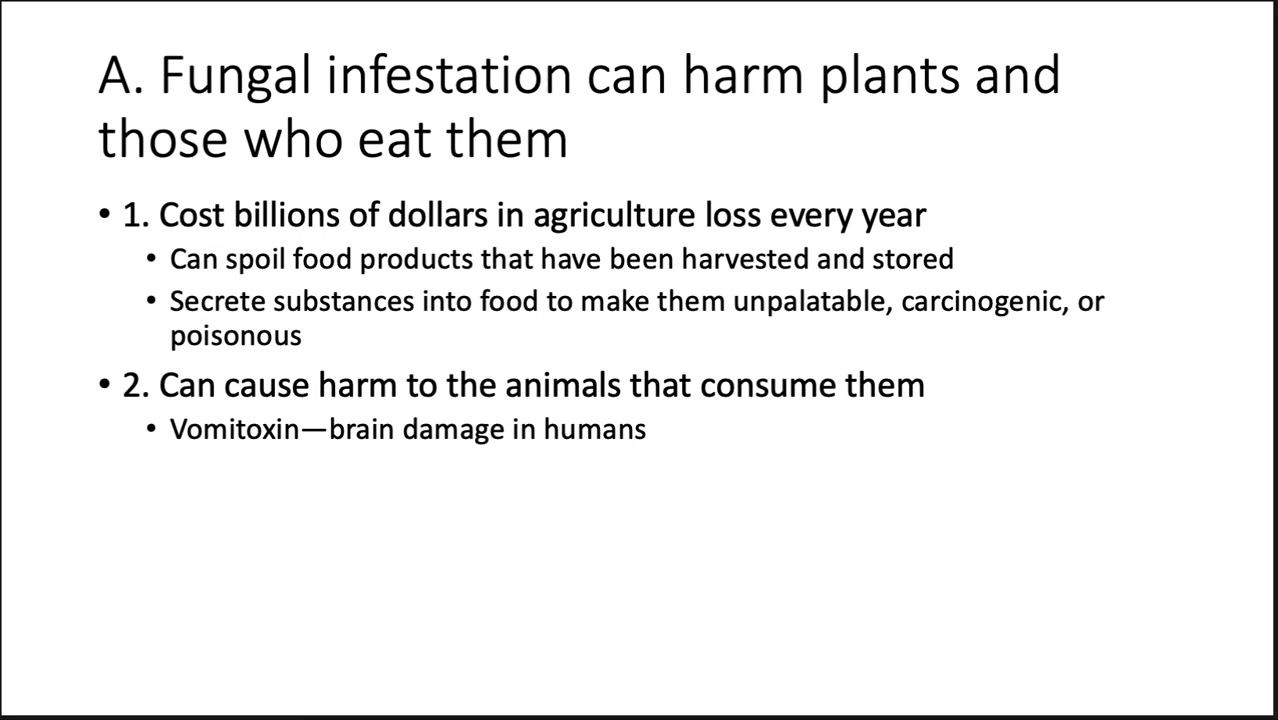 A. Fungal infestation can harm plants and
those who eat them
• 1. Cost billions of dollars in agriculture loss every year
• Can spoil food products that have been harvested and stored
• Secrete substances into food to make them unpalatable, carcinogenic, or
poisonous
• 2. Can cause harm to the animals that consume them
• Vomitoxin—brain damage in humans